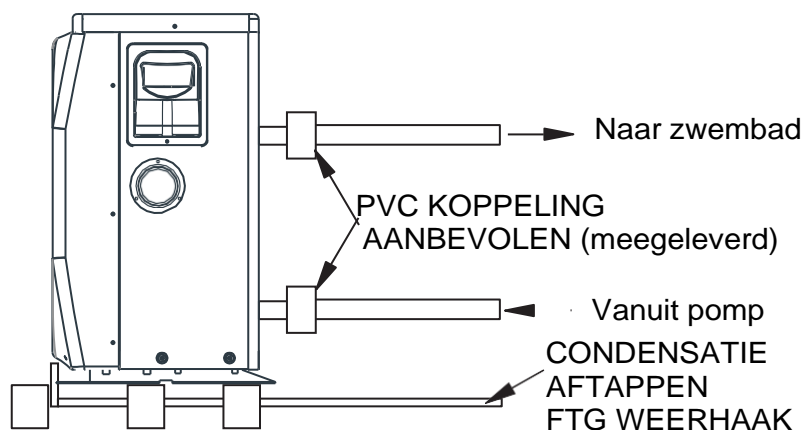 Naar zwembad
PVC KOPPELING
AANBEVOLEN (meegeleverd)
Vanuit pomp
CONDENSATIE
AFTAPPEN
FTG WEERHAAK